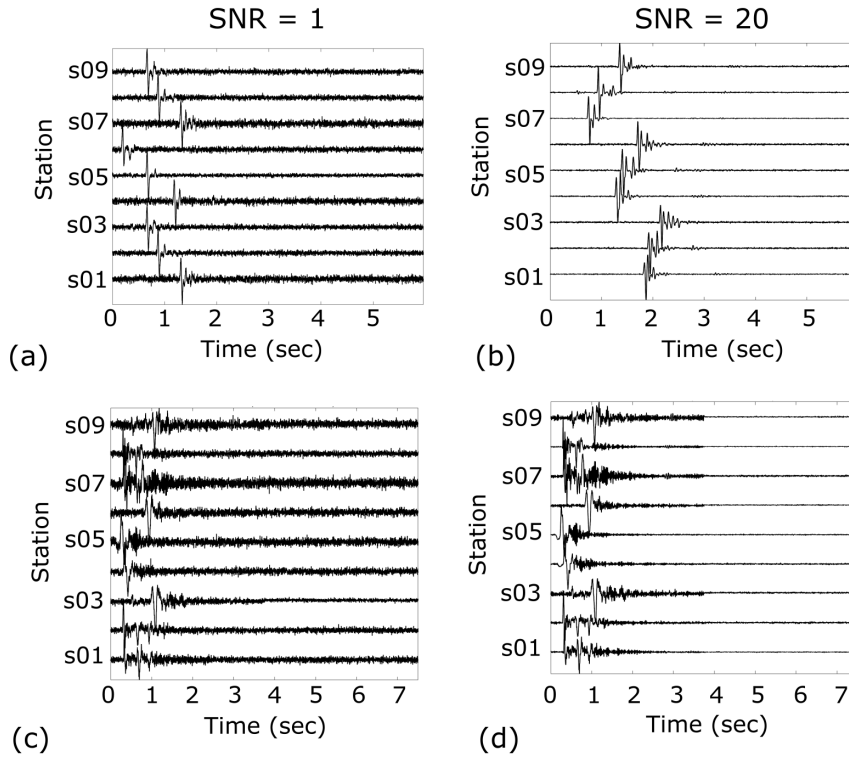 SNR = 1
SNR = 20
s09
s07
s05
s03
s01
Station
0 1 2 3 4 5
Time (sec)
(a)
s09
s07
s05
s03
s01
Station
0 1 2 3 4 5
Time (sec)
(b)
s09
s07
s05
s03
s01
Station
0 1 2 3 4 5 6 7
Time (sec)
(c)
s09
s07
s05
s03
s01
Station
0 1 2 3 4 5 6 7
Time (sec)
(d)